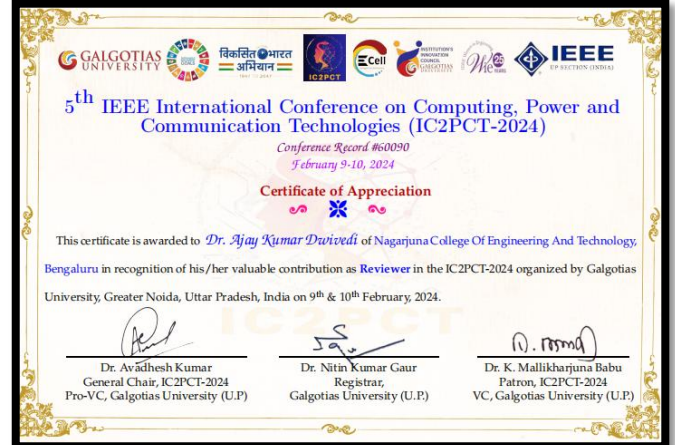 GALGOTIAS
UNIVERSITY
विकसित भारत
अभियान
IC2PCT
ECell
INSTITUTION'S
INNOVATION
COUNCIL
GALGOTIAS
WIE 25
IEEE
UP SECTION (INDIA)
5th IEEE International Conference on Computing, Power and
Communication Technologies (IC2PCT-2024)
Conference Record #60090
February 9-10, 2024
Certificate of Appreciation
This certificate is awarded to Dr. Ajay Kumar Dwivedi of Nagarjuna College Of Engineering And Technology,
Bengaluru in recognition of his/her valuable contribution as Reviewer in the IC2PCT-2024 organized by Galgotias
University, Greater Noida, Uttar Pradesh, India on 9th & 10th February, 2024.
IC2PCT
Dr. Avadhesh Kumar
General Chair, IC2PCT-2024
Pro-VC, Galgotias University (U.P)
Dr. Nitin Kumar Gaur
Registrar,
Galgotias University (U.P.)
Dr. K. Mallikharjuna Babu
Patron, IC2PCT-2024
VC, Galgotias University (U.P.)